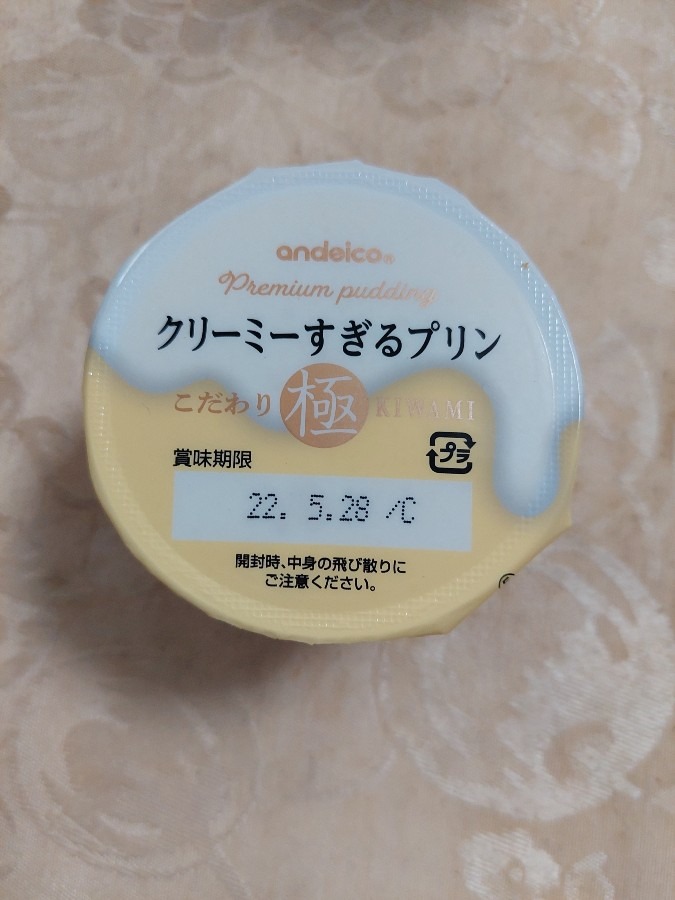 andeico®
Premium pudding
クリーミーすぎるプリン
こだわり 極 KIWAMI
賞味期限
プラ
22. 5.28 /C
開封時、中身の飛び散りに
ご注意ください。